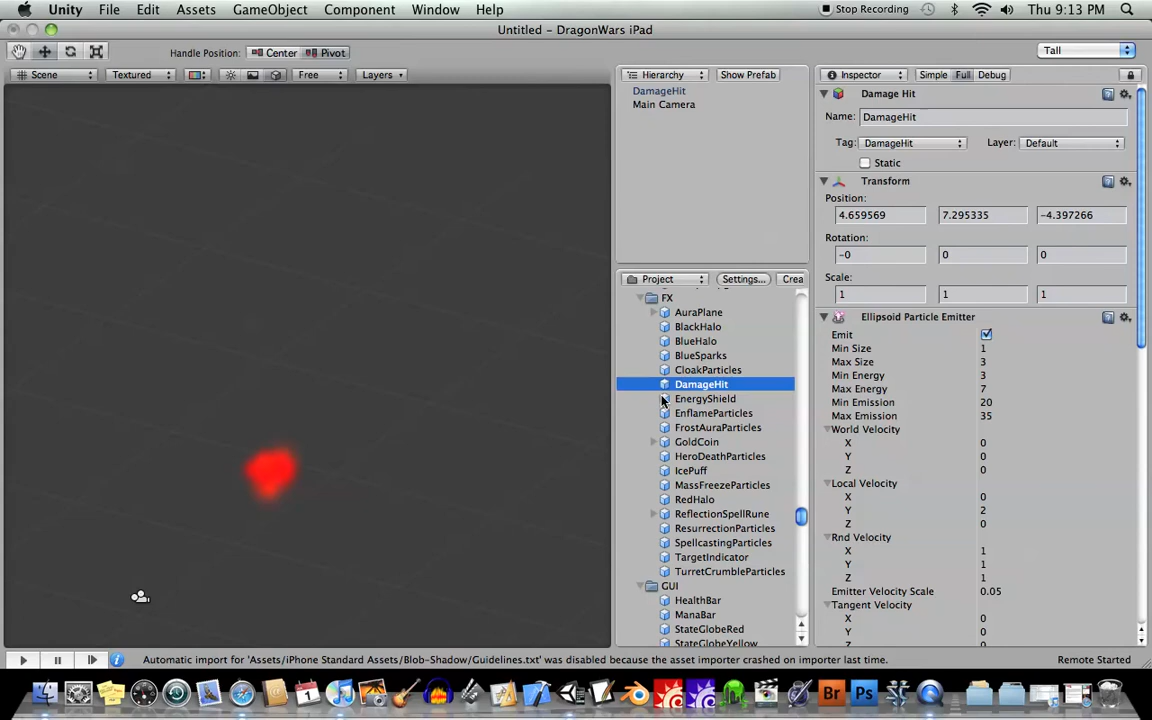 Unity File Edit Assets GameObject Component Window Help Stop Recording Thu 9:13 PM
Untitled – DragonWars iPad
Handle Position: Center Pivot Tall
Scene Textured Free Layers Hierarchy Show Prefab Inspector Simple Full Debug
DamageHit
Main Camera
Damage Hit
Name: DamageHit
Tag: DamageHit Layer: Default
Static
Transform
Position:
4.659569 7.295335 −4.397266
Rotation:
−0 0 0
Scale:
1 1 1
Project Settings... Crea
FX
AuraPlane
BlackHalo
BlueHalo
BlueSparks
CloakParticles
DamageHit
EnergyShield
EnflameParticles
FrostAuraParticles
GoldCoin
HeroDeathParticles
IcePuff
MassFreezeParticles
RedHalo
ReflectionSpellRune
ResurrectionParticles
SpellcastingParticles
TargetIndicator
TurretCrumbleParticles
GUI
HealthBar
ManaBar
StateGlobeRed
StateGlobeYellow
Ellipsoid Particle Emitter
Emit
Min Size 1
Max Size 3
Min Energy 3
Max Energy 7
Min Emission 20
Max Emission 35
World Velocity
X 0
Y 0
Z 0
Local Velocity
X 0
Y 2
Z 0
Rnd Velocity
X 1
Y 1
Z 1
Emitter Velocity Scale 0.05
Tangent Velocity
X 0
Y 0
Z 0
Automatic import for 'Assets/iPhone Standard Assets/Blob-Shadow/Guidelines.txt' was disabled because the asset importer crashed on importer last time. Remote Started
1 Br Ps